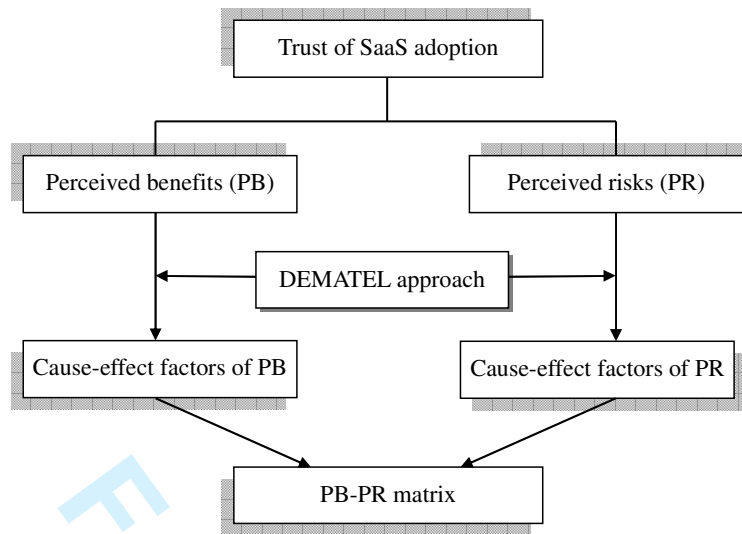 Trust of SaaS adoption
Perceived benefits (PB)
Perceived risks (PR)
DEMATEL approach
Cause-effect factors of PB
Cause-effect factors of PR
PB-PR matrix
F